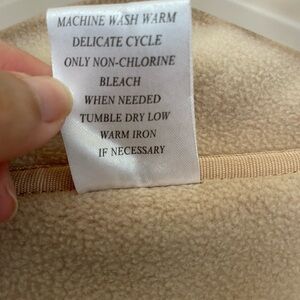 MACHINE WASH WARM
DELICATE CYCLE
ONLY NON-CHLORINE
BLEACH
WHEN NEEDED
TUMBLE DRY LOW
WARM IRON
IF NECESSARY